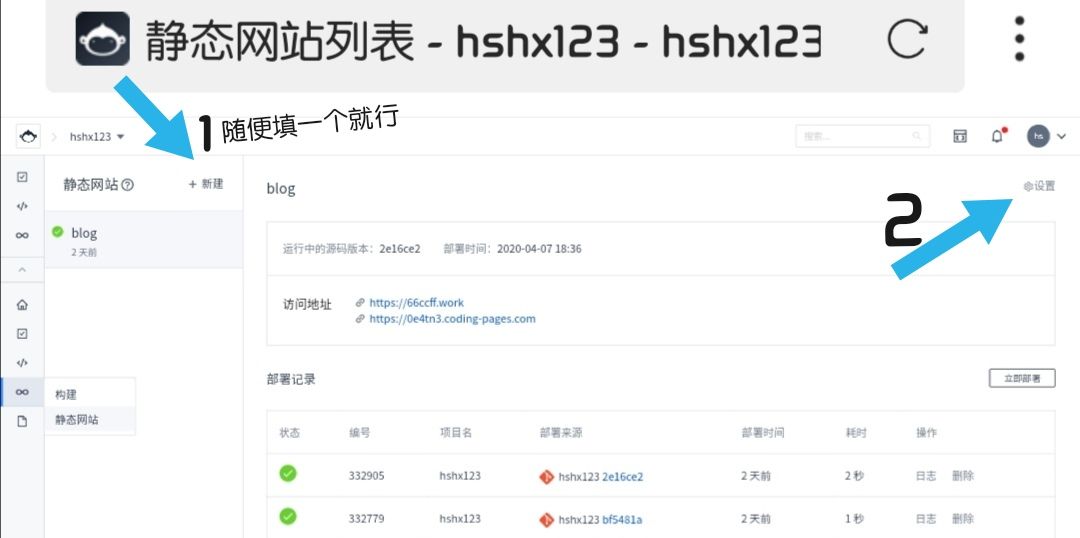 静态网站列表 - hshx123 - hshx123
1 随便填一个就行
hshx123
搜索...
hs
静态网站
+ 新建
blog
2 天前
构建
静态网站
blog
设置
2
运行中的源码版本: 2e16ce2 部署时间: 2020-04-07 18:36
访问地址
https://66ccff.work
https://0e4tn3.coding-pages.com
部署记录
立即部署
状态 编号 项目名 部署来源 部署时间 耗时 操作
332905 hshx123 hshx123 2e16ce2 2 天前 2 秒 日志 删除
332779 hshx123 hshx123 bf5481a 2 天前 1 秒 日志 删除